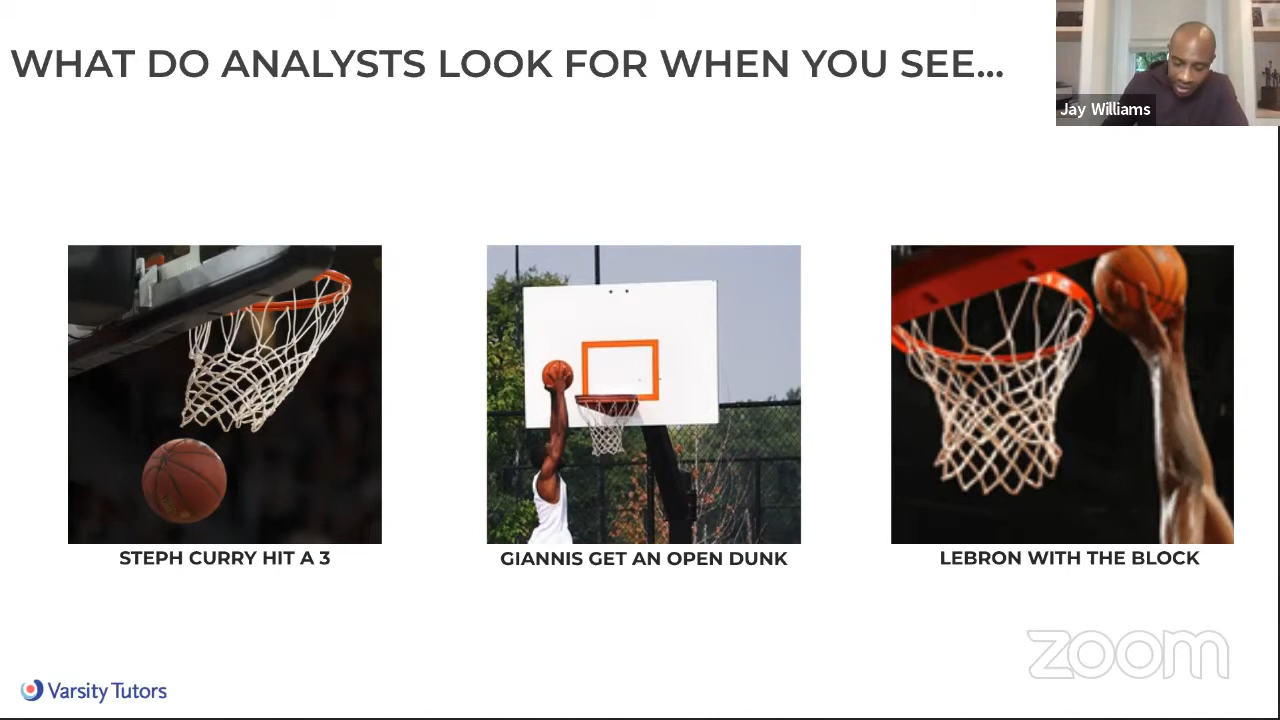 WHAT DO ANALYSTS LOOK FOR WHEN YOU SEE...
Jay Williams
STEPH CURRY HIT A 3
GIANNIS GET AN OPEN DUNK
LEBRON WITH THE BLOCK
zoom
Varsity Tutors